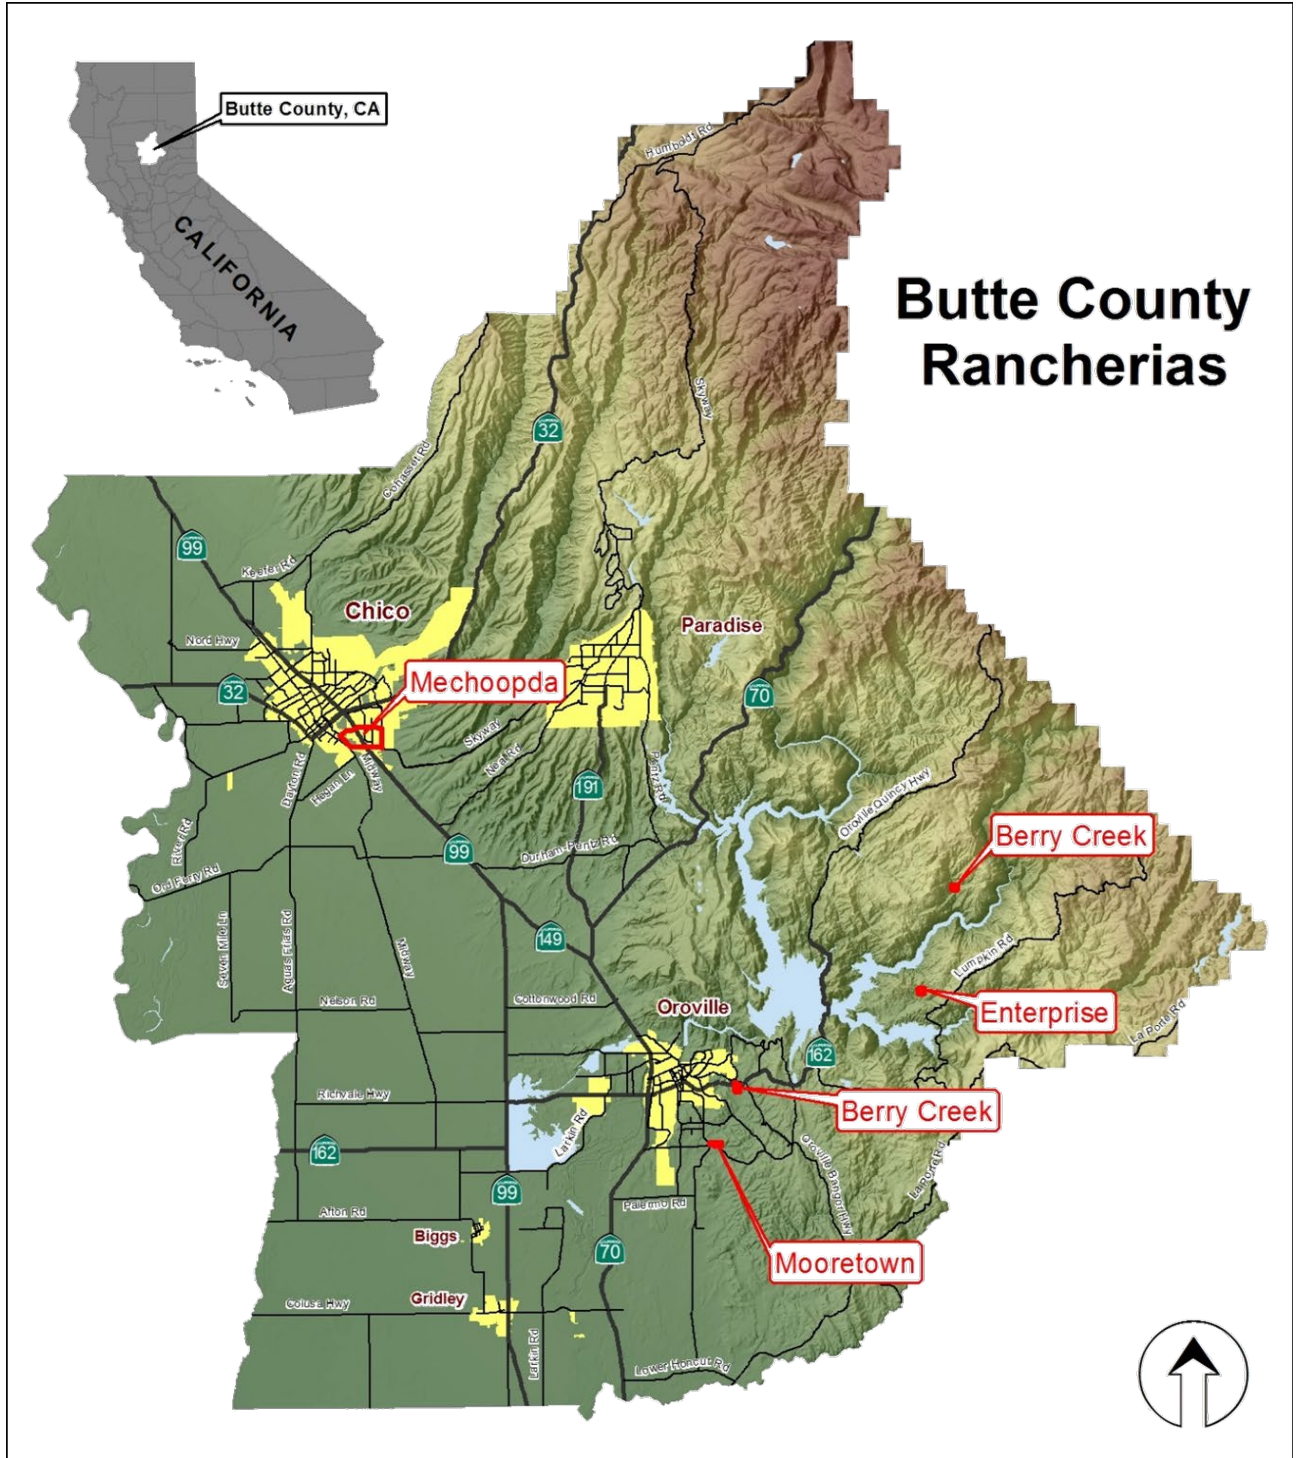 Butte County, CA
CALIFORNIA
Butte County
Rancherias
Humboldt Rd
Skyway
32
Cohasset Rd
99
Keefer Rd
Chico
Paradise
Nord Hwy
Mechoopda
32
70
Skyway
Neal Rd
Pentz Rd
Dayton Rd
Hegan Ln
Midway
191
Oroville Quincy Hwy
River Rd
99
Durham-Pentz Rd
Berry Creek
Ord Ferry Rd
Seven Mile Ln
Aguas Frias Rd
Midway
149
Lumpkin Rd
Nelson Rd
Cottonwood Rd
Oroville
Enterprise
La Porte Rd
162
Richvale Hwy
Larkin Rd
Berry Creek
162
Oroville Bangor Hwy
La Porte Rd
99
Afton Rd
Palermo Rd
Biggs
70
Mooretown
Colusa Hwy
Gridley
Larkin Rd
Lower Honcut Rd